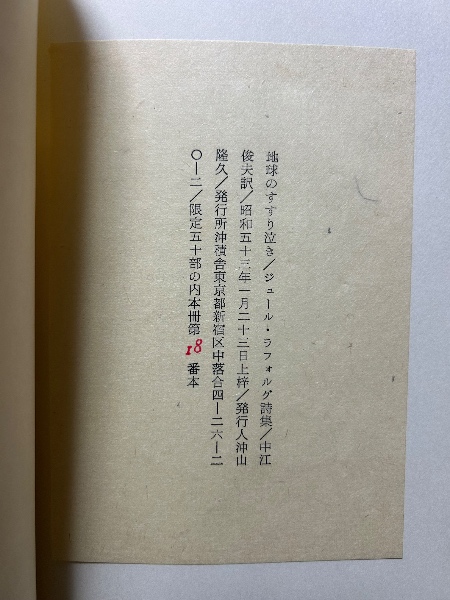 地球のすすり泣き/ジュール・ラフォルグ詩集/中江
俊夫訳/昭和五十三年一月二十三日上梓/発行人沖山
隆久/発行所沖積舎東京都新宿区中落合四ー二六ー二
〇ー二/限定五十部の内本冊第18番本